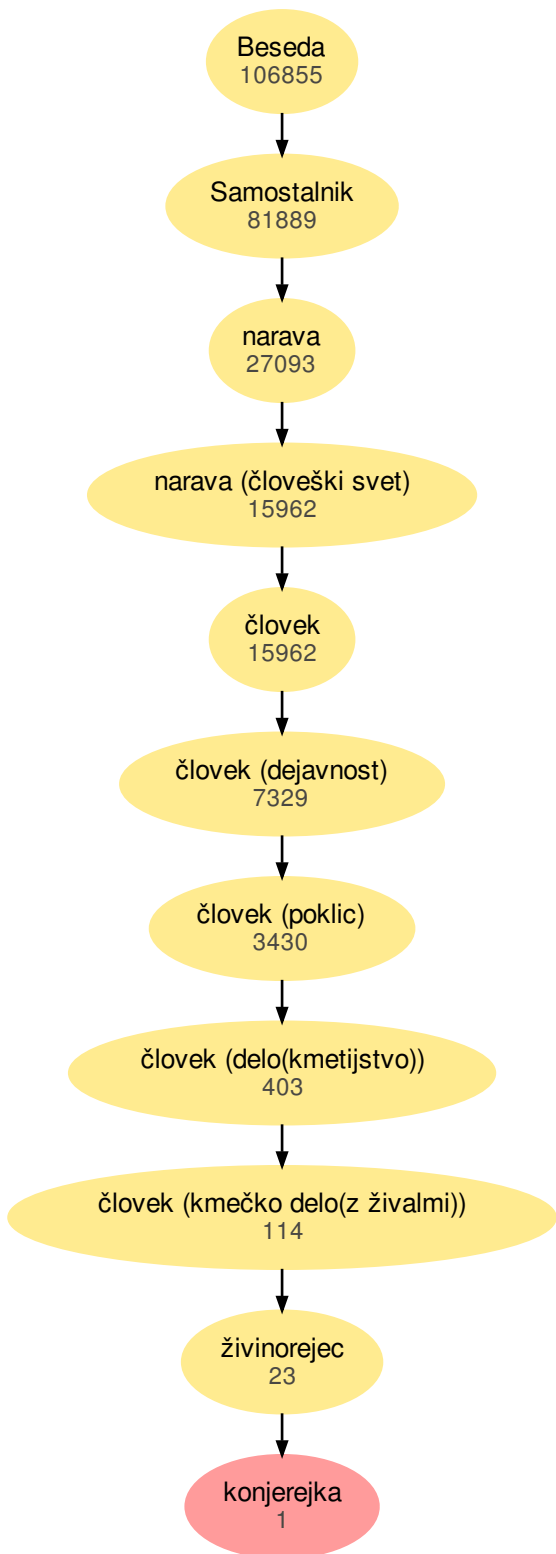 Beseda
106855
Samostalnik
81889
narava
27093
narava (človeški svet)
15962
človek
15962
človek (dejavnost)
7329
človek (poklic)
3430
človek (delo(kmetijstvo))
403
človek (kmečko delo(z živalmi))
114
živinorejec
23
konjerejka
1